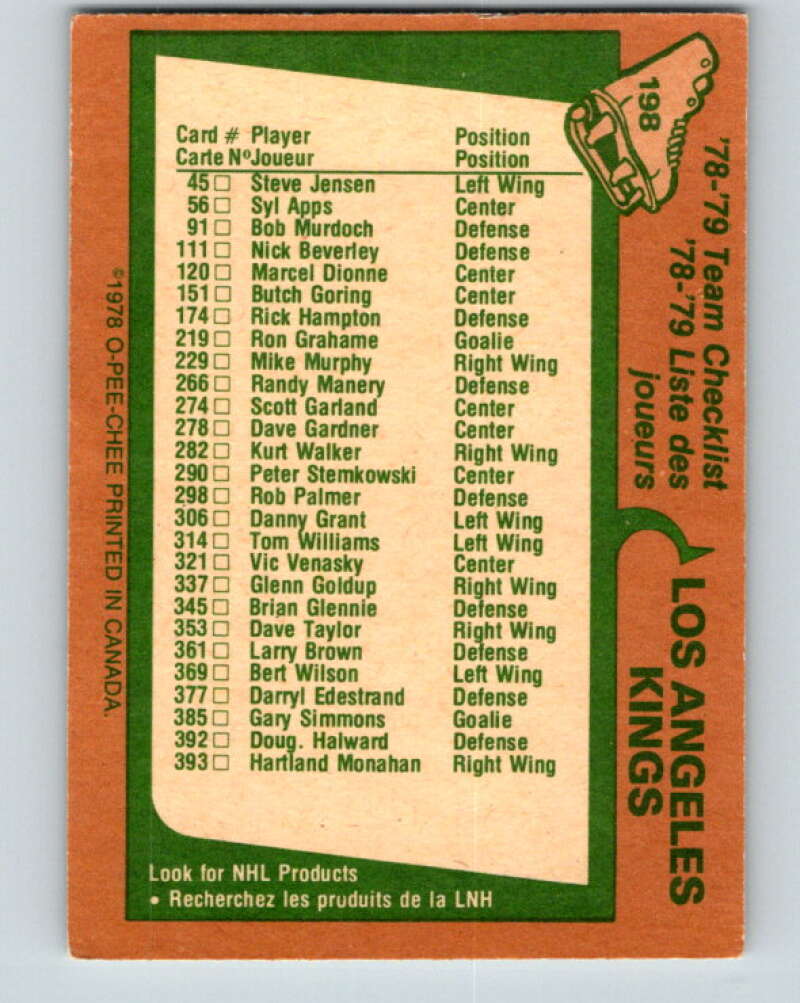 198
'78-'79 Team Checklist
'78-'79 Liste des
joueurs
LOS ANGELES
KINGS
Card # Player Position
Carte Nº Joueur Position
45 □ Steve Jensen Left Wing
56 □ Syl Apps Center
91 □ Bob Murdoch Defense
111 □ Nick Beverley Defense
120 □ Marcel Dionne Center
151 □ Butch Goring Center
174 □ Rick Hampton Defense
219 □ Ron Grahame Goalie
229 □ Mike Murphy Right Wing
266 □ Randy Manery Defense
274 □ Scott Garland Center
278 □ Dave Gardner Center
282 □ Kurt Walker Right Wing
290 □ Peter Stemkowski Center
298 □ Rob Palmer Defense
306 □ Danny Grant Left Wing
314 □ Tom Williams Left Wing
321 □ Vic Venasky Center
337 □ Glenn Goldup Right Wing
345 □ Brian Glennie Defense
353 □ Dave Taylor Right Wing
361 □ Larry Brown Defense
369 □ Bert Wilson Left Wing
377 □ Darryl Edestrand Defense
385 □ Gary Simmons Goalie
392 □ Doug. Halward Defense
393 □ Hartland Monahan Right Wing
Look for NHL Products
• Recherchez les produits de la LNH
©1978 O-PEE-CHEE PRINTED IN CANADA.